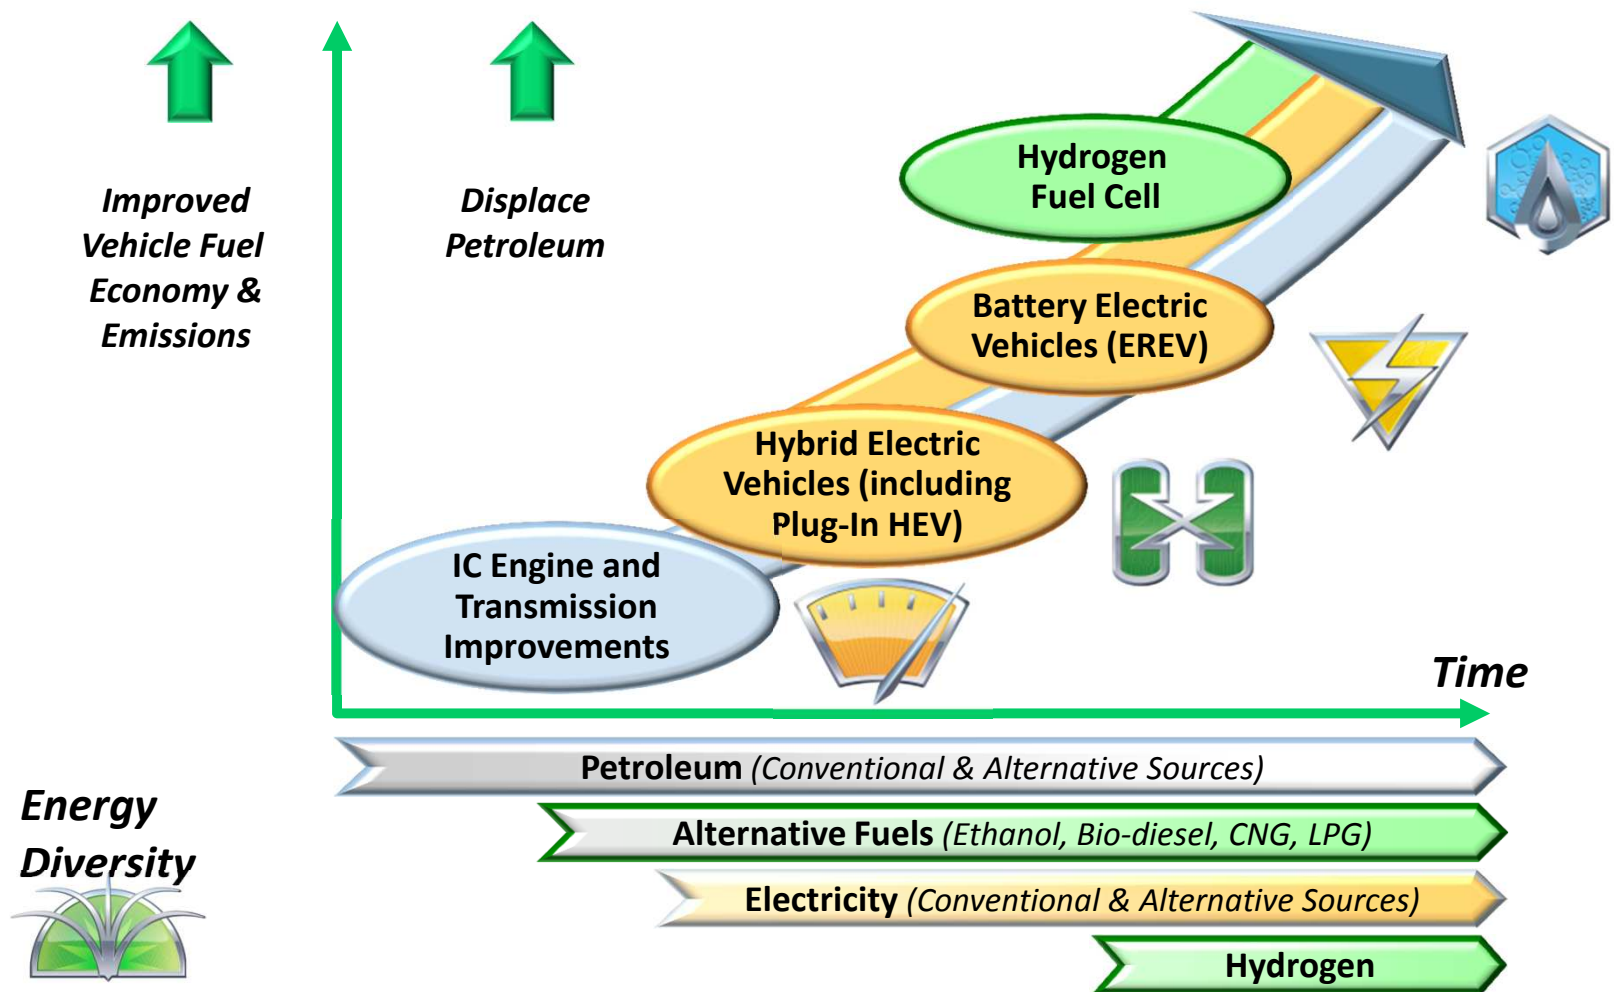 Improved
Vehicle Fuel
Economy &
Emissions
Displace
Petroleum
Hydrogen
Fuel Cell
Battery Electric
Vehicles (EREV)
Hybrid Electric
Vehicles (including
Plug-In HEV)
IC Engine and
Transmission
Improvements
Time
Energy
Diversity
Petroleum (Conventional & Alternative Sources)
Alternative Fuels (Ethanol, Bio-diesel, CNG, LPG)
Electricity (Conventional & Alternative Sources)
Hydrogen